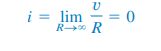 i = lim_{R→∞} v/R = 0